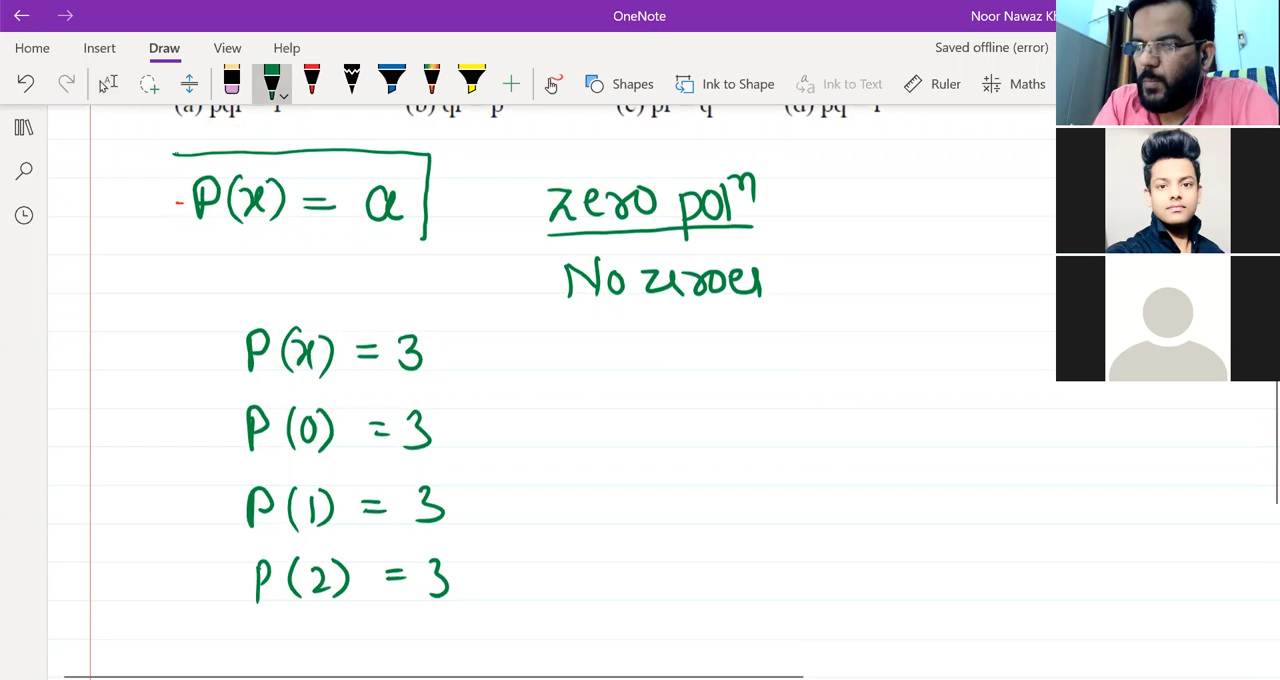 OneNote
Noor Nawaz Kh
Home Insert Draw View Help
Saved offline (error)
Shapes Ink to Shape Ink to Text Ruler Maths
P(x) = a
zero polⁿ
No zeroes
P(x) = 3
P(0) = 3
P(1) = 3
P(2) = 3